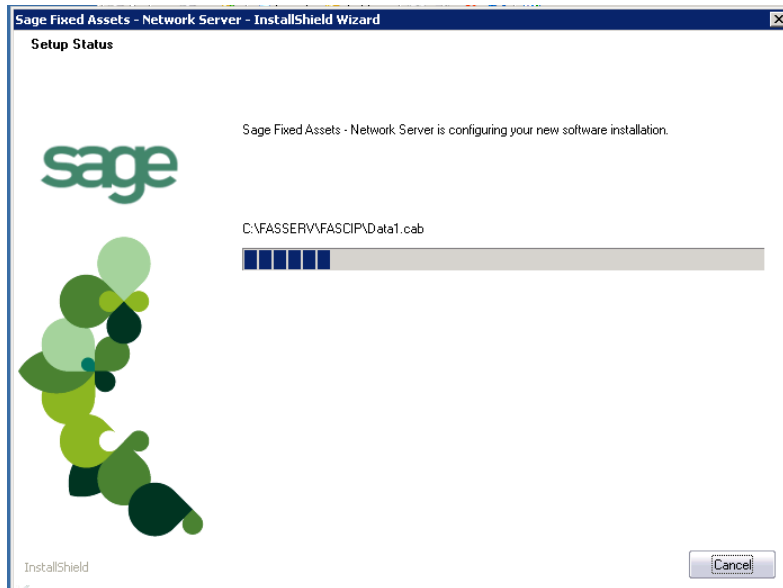 Sage Fixed Assets - Network Server - InstallShield Wizard
Setup Status
Sage Fixed Assets - Network Server is configuring your new software installation.
sage
C:\FASSERV\FASCIP\Data1.cab
InstallShield
Cancel